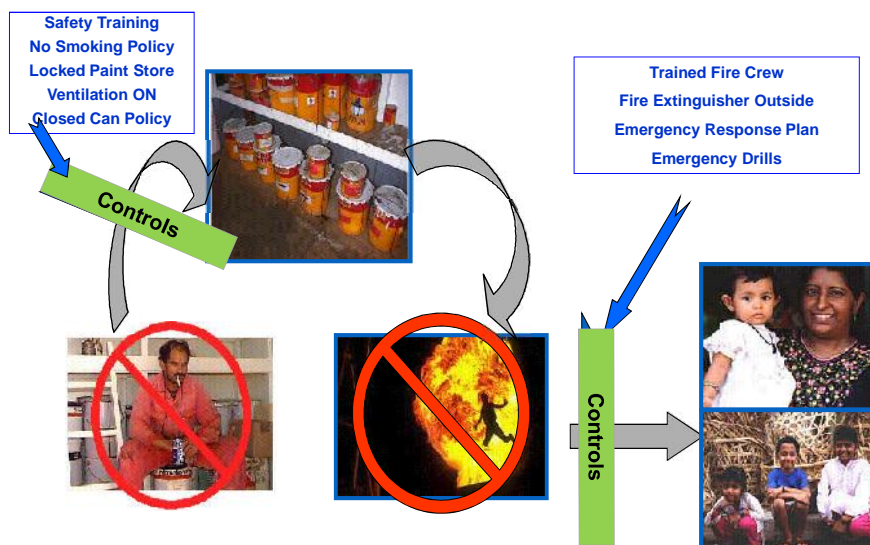 Safety Training
No Smoking Policy
Locked Paint Store
Ventilation ON
Closed Can Policy
Controls
Trained Fire Crew
Fire Extinguisher Outside
Emergency Response Plan
Emergency Drills
Controls